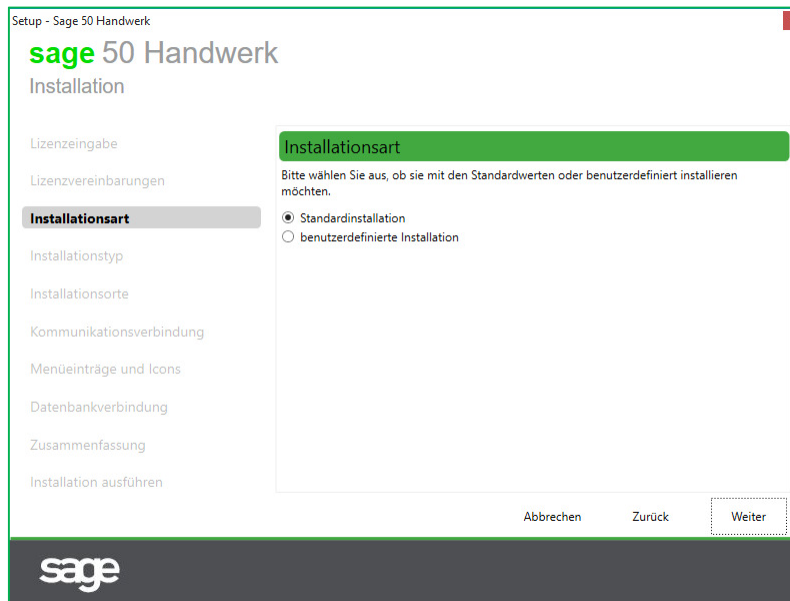 Setup - Sage 50 Handwerk
sage 50 Handwerk
Installation
Lizenzeingabe
Lizenzvereinbarungen
Installationsart
Installationstyp
Installationsorte
Kommunikationsverbindung
Menüeinträge und Icons
Datenbankverbindung
Zusammenfassung
Installation ausführen
Installationsart
Bitte wählen Sie aus, ob sie mit den Standardwerten oder benutzerdefiniert installieren
möchten.
Standardinstallation
benutzerdefinierte Installation
Abbrechen Zurück Weiter
sage